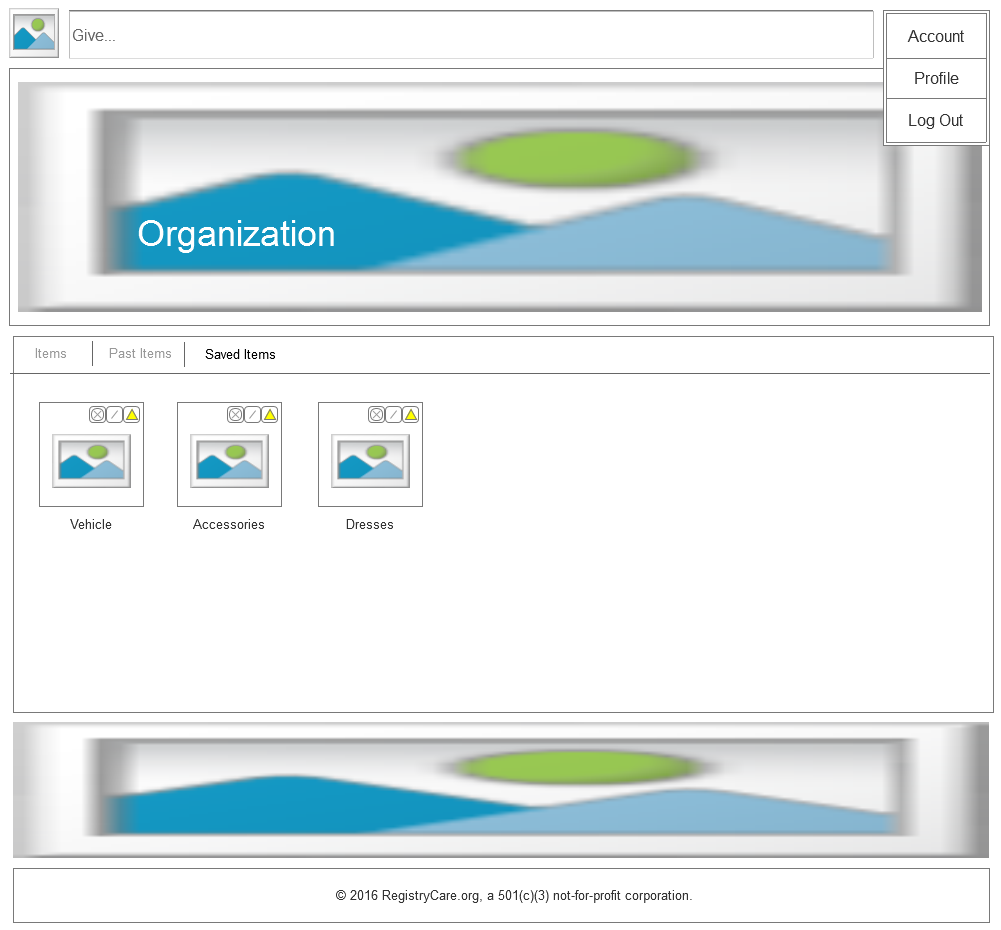 Give...
Account
Profile
Log Out
Organization
Items
Past Items
Saved Items
Vehicle
Accessories
Dresses
© 2016 RegistryCare.org, a 501(c)(3) not-for-profit corporation.